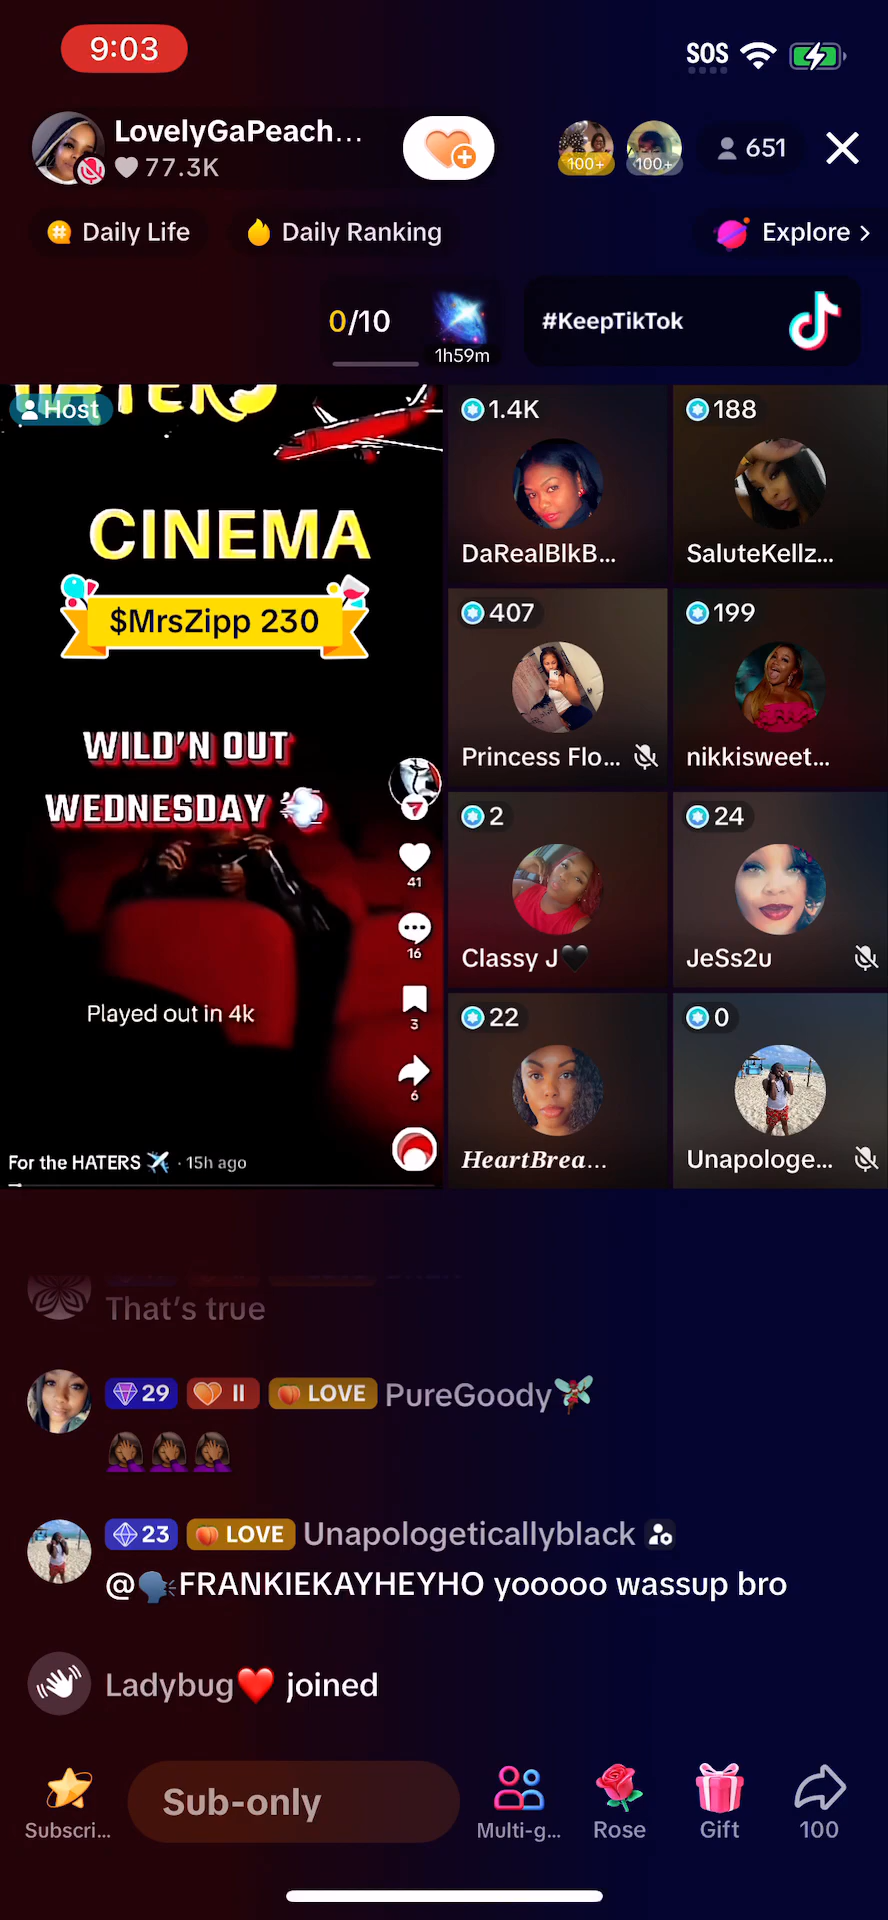 9:03
SOS
LovelyGaPeach...
77.3K
100+
100+
651
Daily Life
Daily Ranking
Explore >
0/10
1h59m
#KeepTikTok
HATERS
Host
CINEMA
$MrsZipp 230
WILD'N OUT
WEDNESDAY 💨
41
16
3
6
Played out in 4k
For the HATERS ✈️ · 15h ago
1.4K
DaRealBlkB...
188
SaluteKellz...
407
Princess Flo...
199
nikkisweet...
2
Classy J🖤
24
JeSs2u
22
HeartBrea...
0
Unapologe...
That's true
29 II LOVE PureGoody🧚
🤦🏾‍♀️🤦🏾‍♀️🤦🏾‍♀️
23 LOVE Unapologeticallyblack
@🗣️FRANKIEKAYHEYHO yooooo wassup bro
Ladybug❤️ joined
Subscri...
Sub-only
Multi-g...
Rose
Gift
100